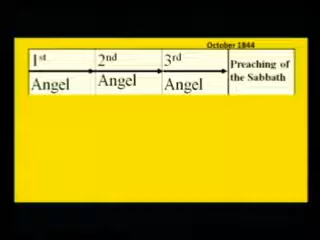 October 1844
1st 2nd 3rd
Angel Angel Angel
Preaching of
the Sabbath